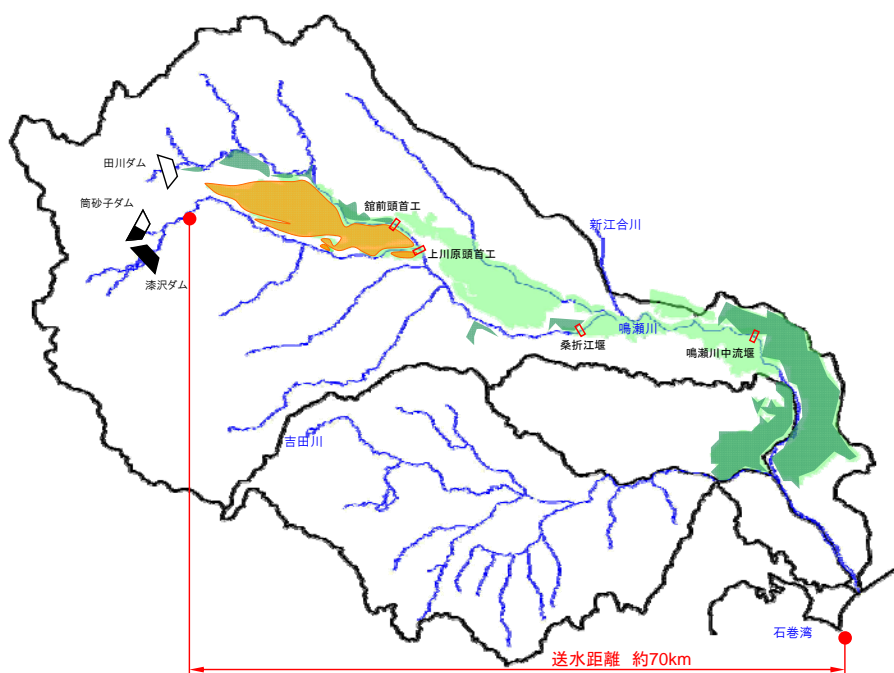 田川ダム
筒砂子ダム
漆沢ダム
舘前頭首工
上川原頭首工
新江合川
鳴瀬川
桑折江堰
鳴瀬川中流堰
吉田川
石巻湾
送水距離 約70km